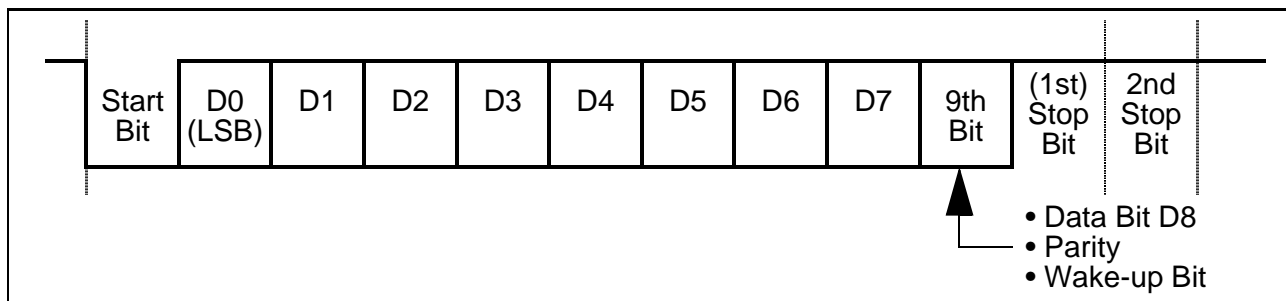 Start
Bit
D0
(LSB)
D1
D2
D3
D4
D5
D6
D7
9th
Bit
(1st)
Stop
Bit
2nd
Stop
Bit
• Data Bit D8
• Parity
• Wake-up Bit